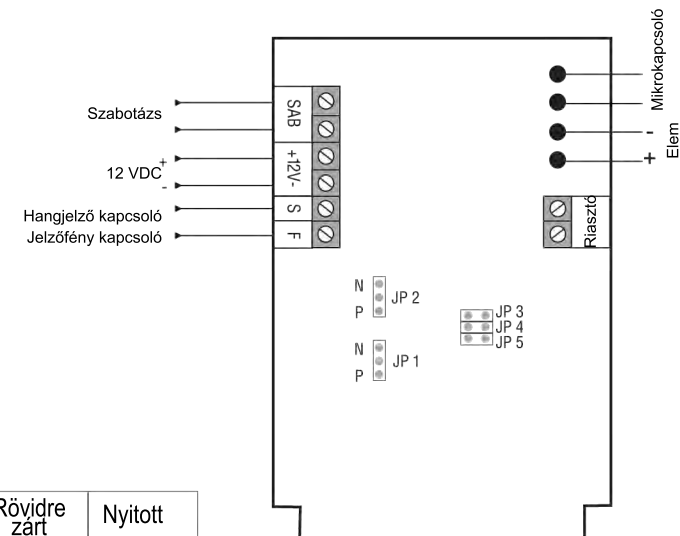 Mikrokapcsoló
Szabotázs
SAB
-
Elem
+
12 VDC
+
-
+12V-
Hangjelző kapcsoló
S
Riasztó
Jelzőfény kapcsoló
F
N
JP 2
P
JP 3
JP 4
JP 5
N
JP 1
P
Rövidre
zárt
Nyitott